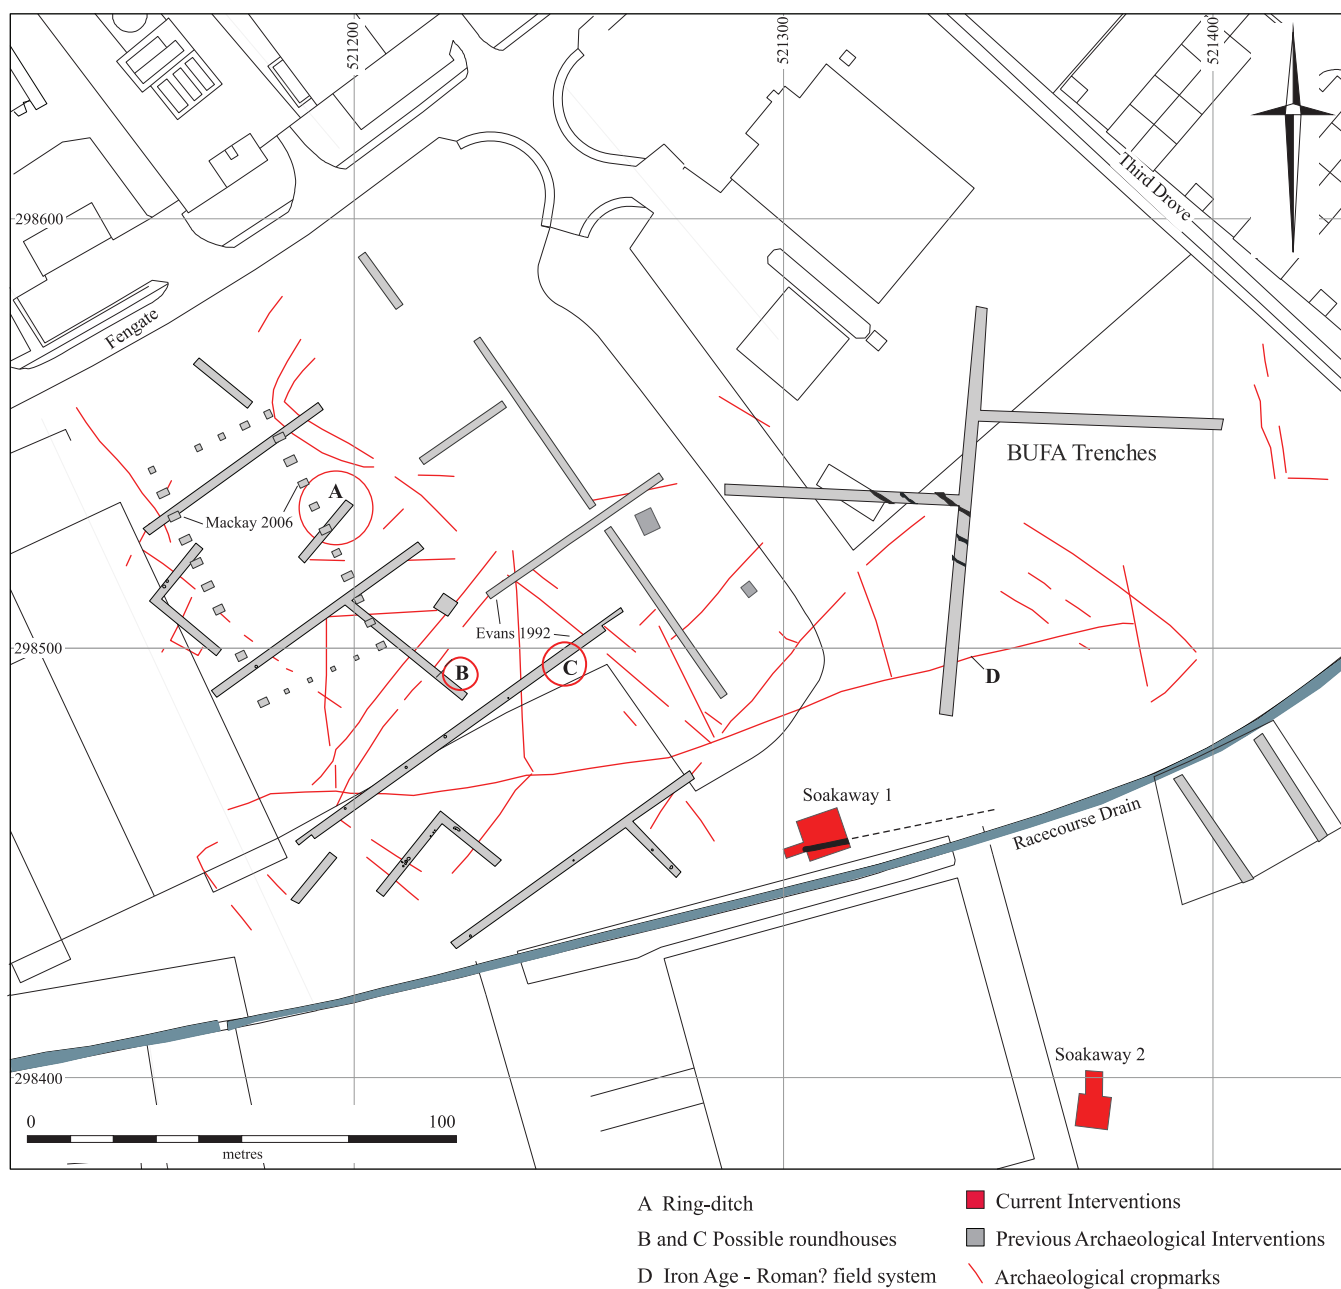 521200
521300
521400
Third Drove
298600
Fengate
BUFA Trenches
A
Mackay 2006
Evans 1992
298500
B
C
D
Soakaway 1
Racecourse Drain
Soakaway 2
298400
0 100
metres
A Ring-ditch
B and C Possible roundhouses
D Iron Age - Roman? field system
Current Interventions
Previous Archaeological Interventions
Archaeological cropmarks